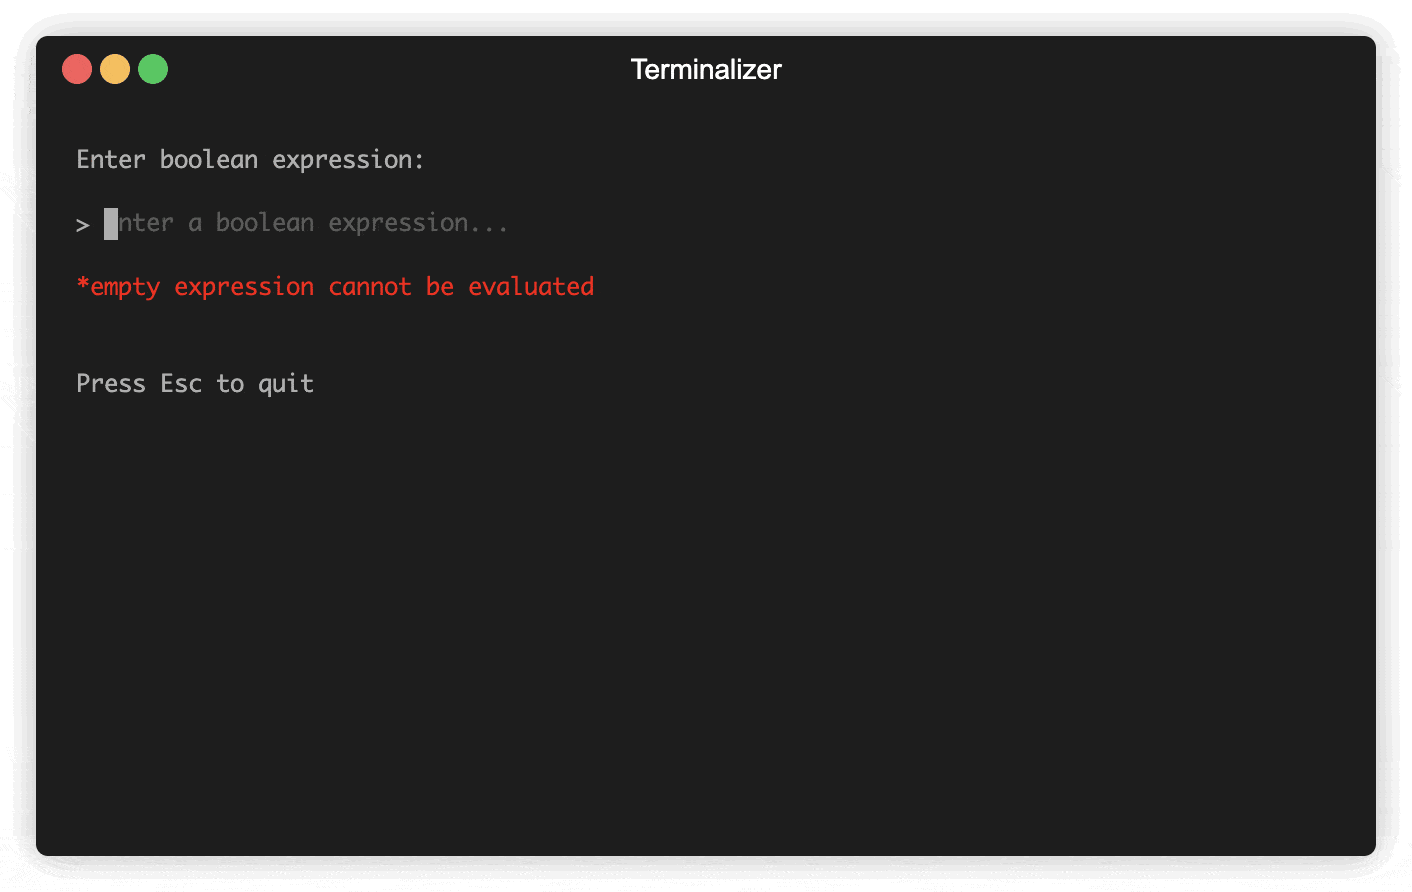 Terminalizer
Enter boolean expression:
> nter a boolean expression...
*empty expression cannot be evaluated
Press Esc to quit